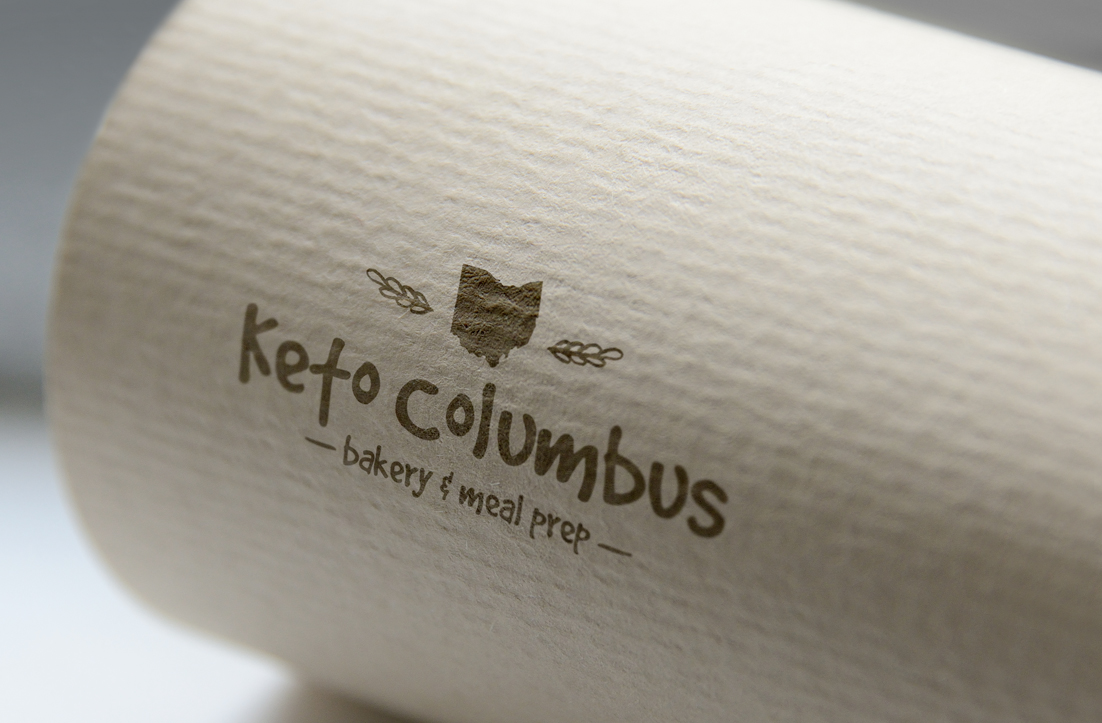 Keto Columbus
– bakery & meal prep –